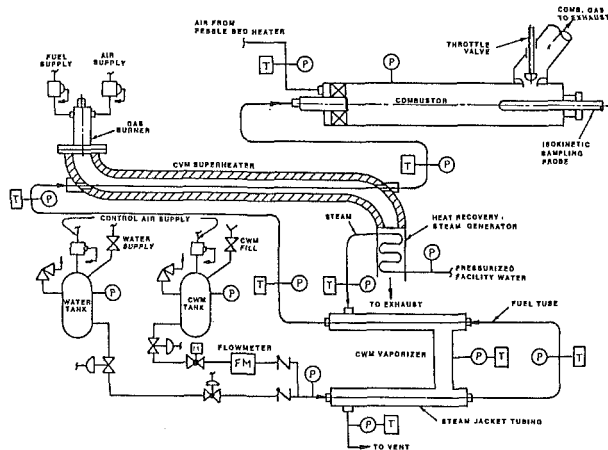 COMB. GAS
TO EXHAUST
AIR FROM
PEBBLE BED HEATER
THROTTLE
VALVE
FUEL
SUPPLY
AIR
SUPPLY
T
P
P
COMBUSTOR
GAS
BURNER
ISOKINETIC
SAMPLING
PROBE
CVM SUPERHEATER
T
P
T
P
CONTROL AIR SUPPLY
STEAM
HEAT RECOVERY -
STEAM GENERATOR
WATER
SUPPLY
CWM
FILL
P
PRESSURIZED
FACILITY WATER
WATER
TANK
P
CWM
TANK
P
T
P
T
P
TO EXHAUST
FUEL TUBE
FLOWMETER
FM
CWM VAPORIZER
P
T
P
T
P
STEAM JACKET TUBING
P
T
TO VENT